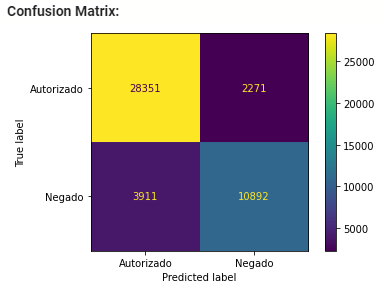 Confusion Matrix:
Autorizado
28351
2271
25000
20000
True label
15000
Negado
3911
10892
10000
5000
Autorizado
Negado
Predicted label